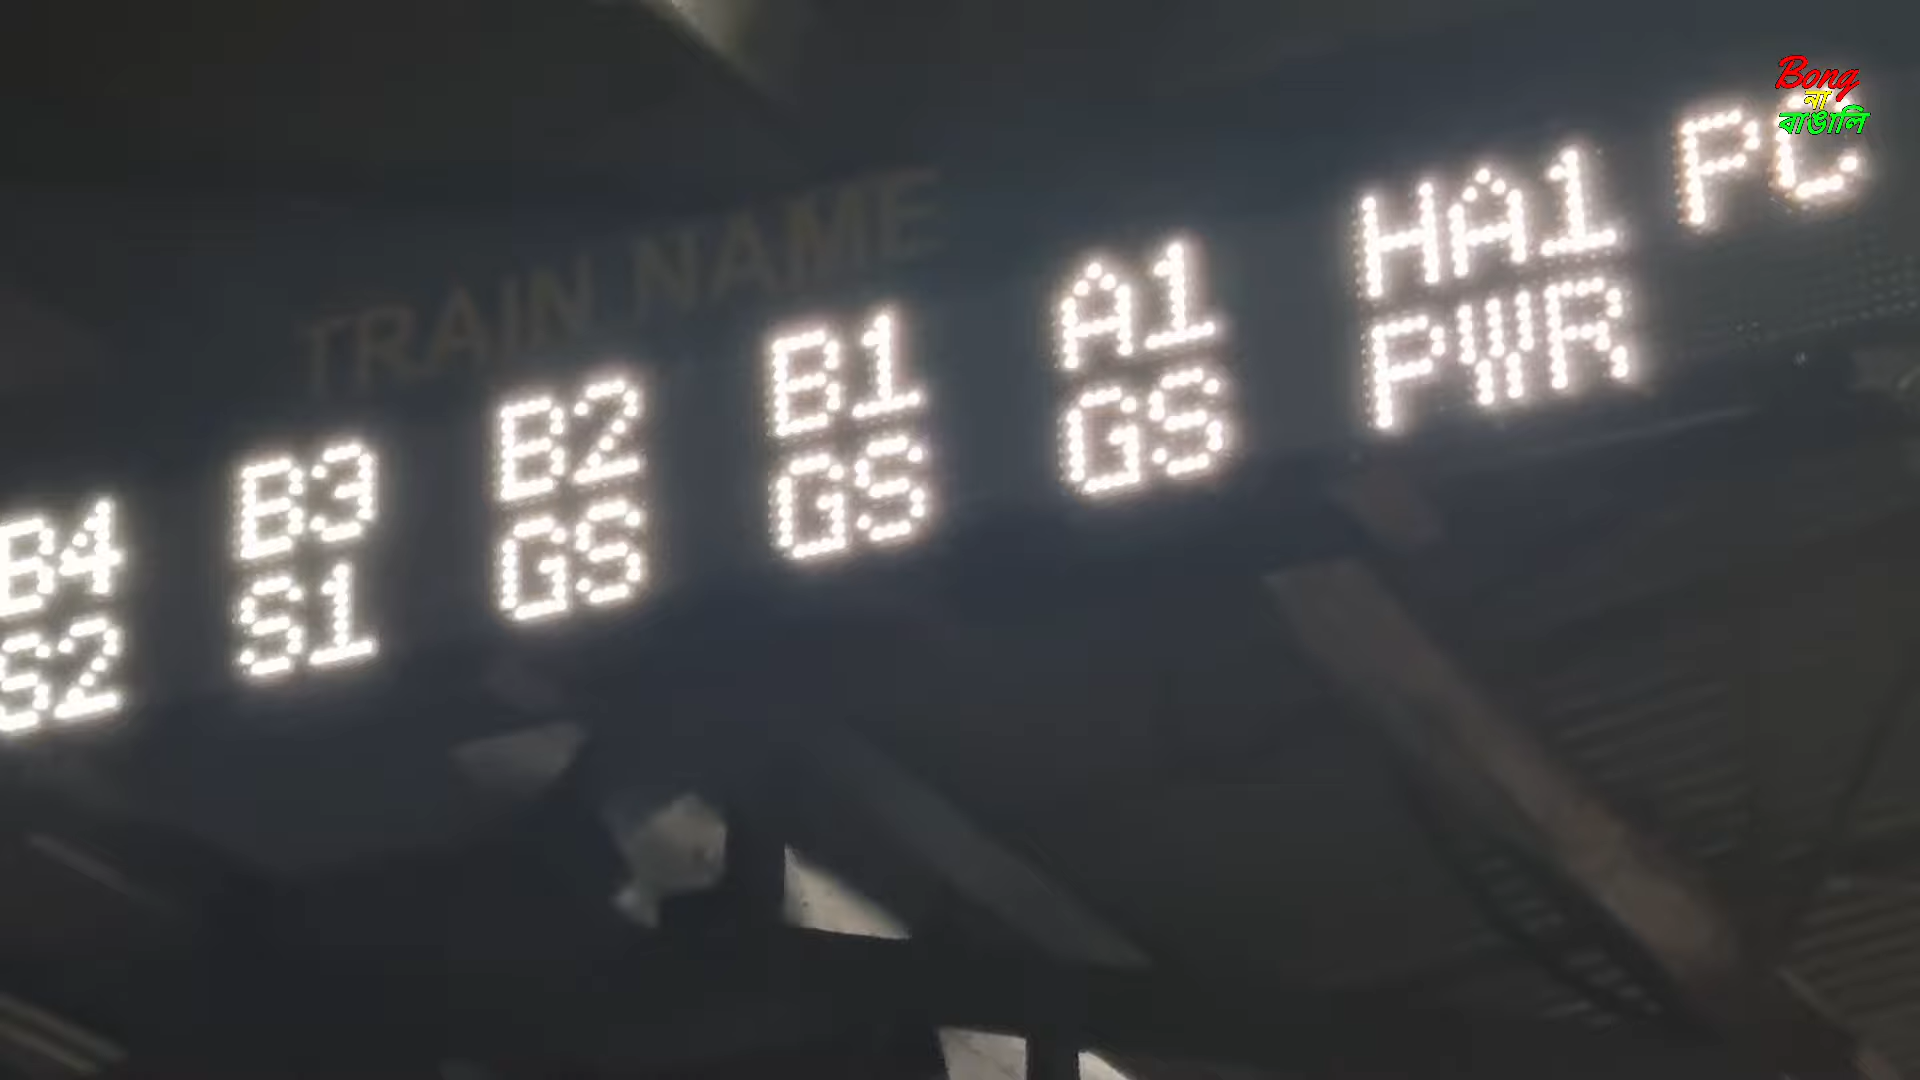 Bong
না
বাঙালি
TRAIN NAME
B4 B3 B2 B1 A1 HA1 PC
S2 S1 GS GS GS PWR